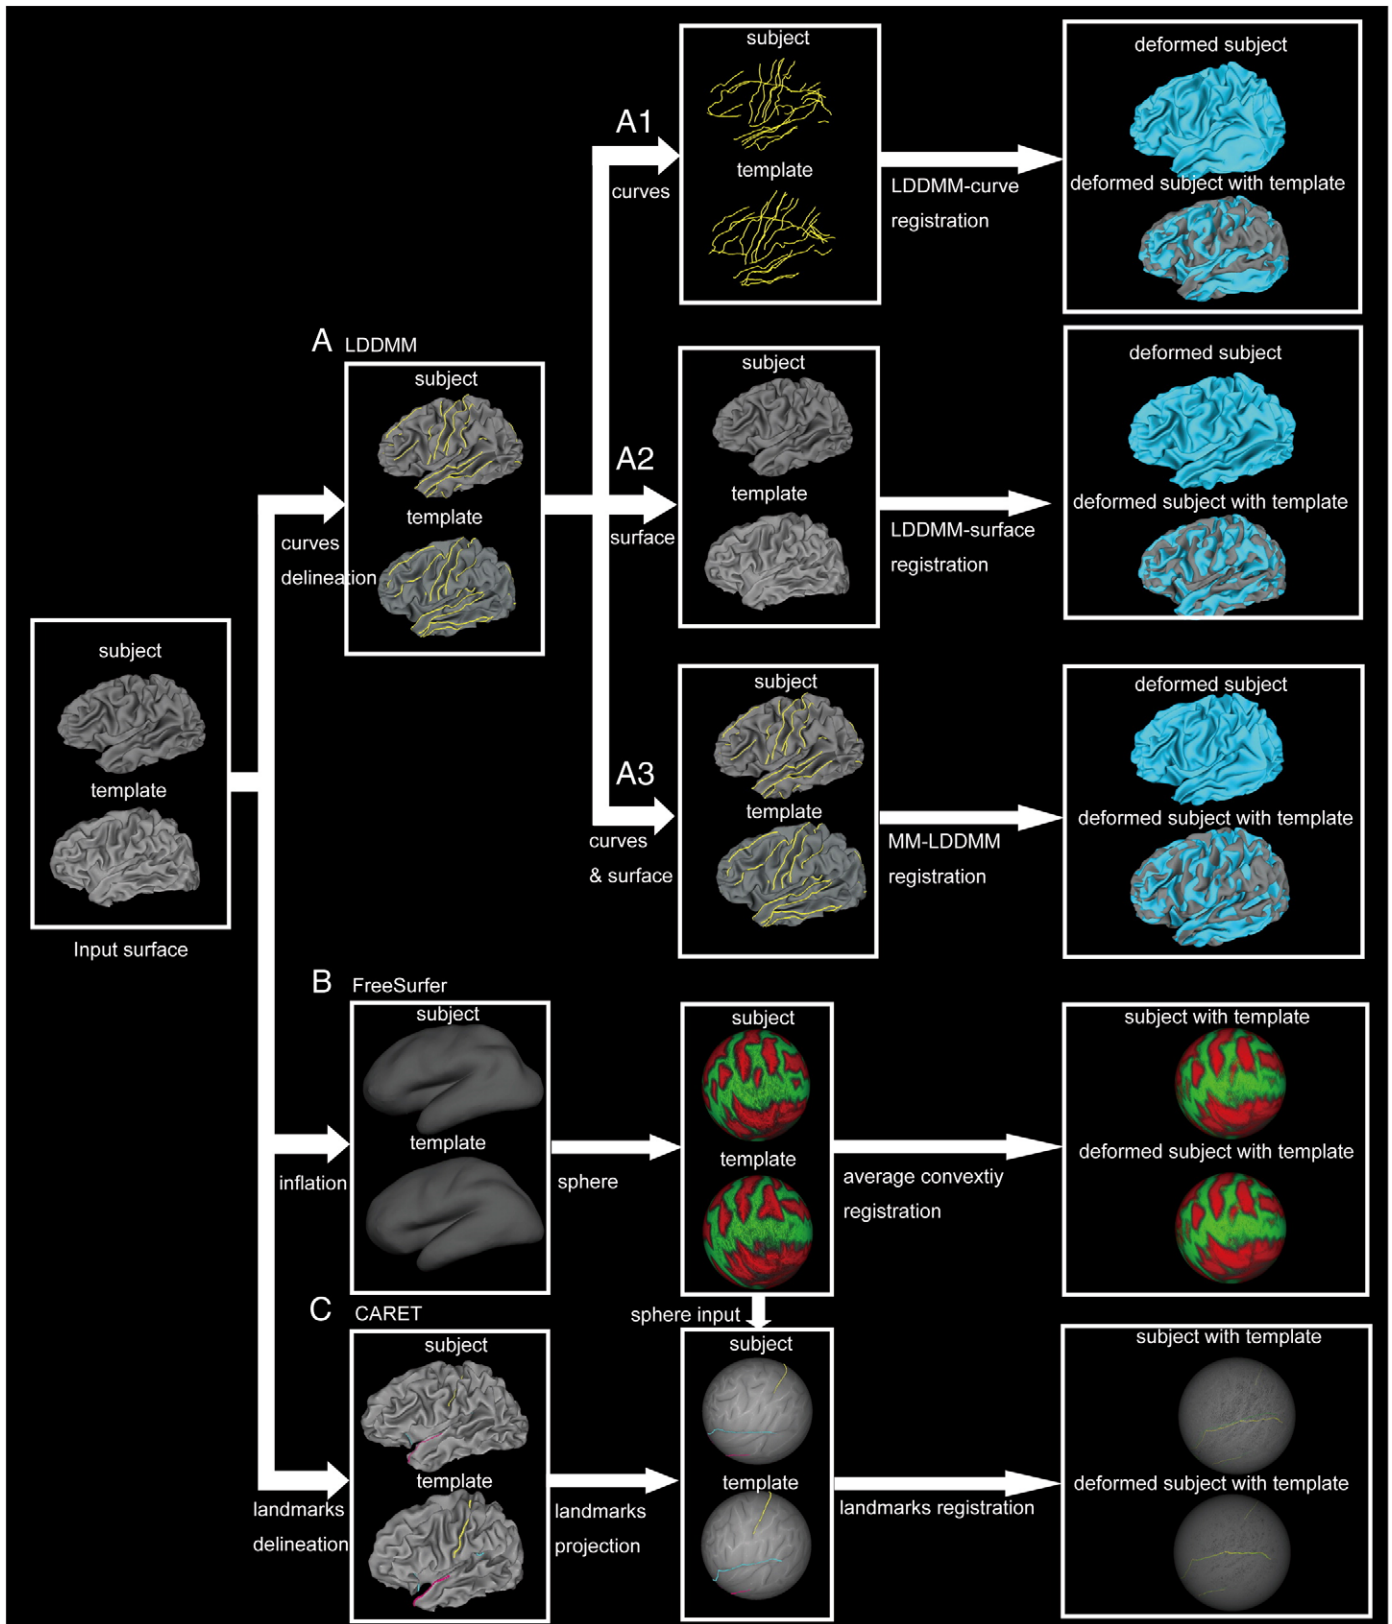 subject
template
Input surface
A
LDDMM
curves
delineation
subject
template
A1
curves
subject
template
LDDMM-curve
registration
deformed subject
deformed subject with template
A2
surface
subject
template
LDDMM-surface
registration
deformed subject
deformed subject with template
A3
curves
& surface
subject
template
MM-LDDMM
registration
deformed subject
deformed subject with template
B
FreeSurfer
inflation
subject
template
sphere
subject
template
average convextiy
registration
subject with template
deformed subject with template
sphere input
C
CARET
landmarks
delineation
subject
template
landmarks
projection
subject
template
landmarks registration
subject with template
deformed subject with template